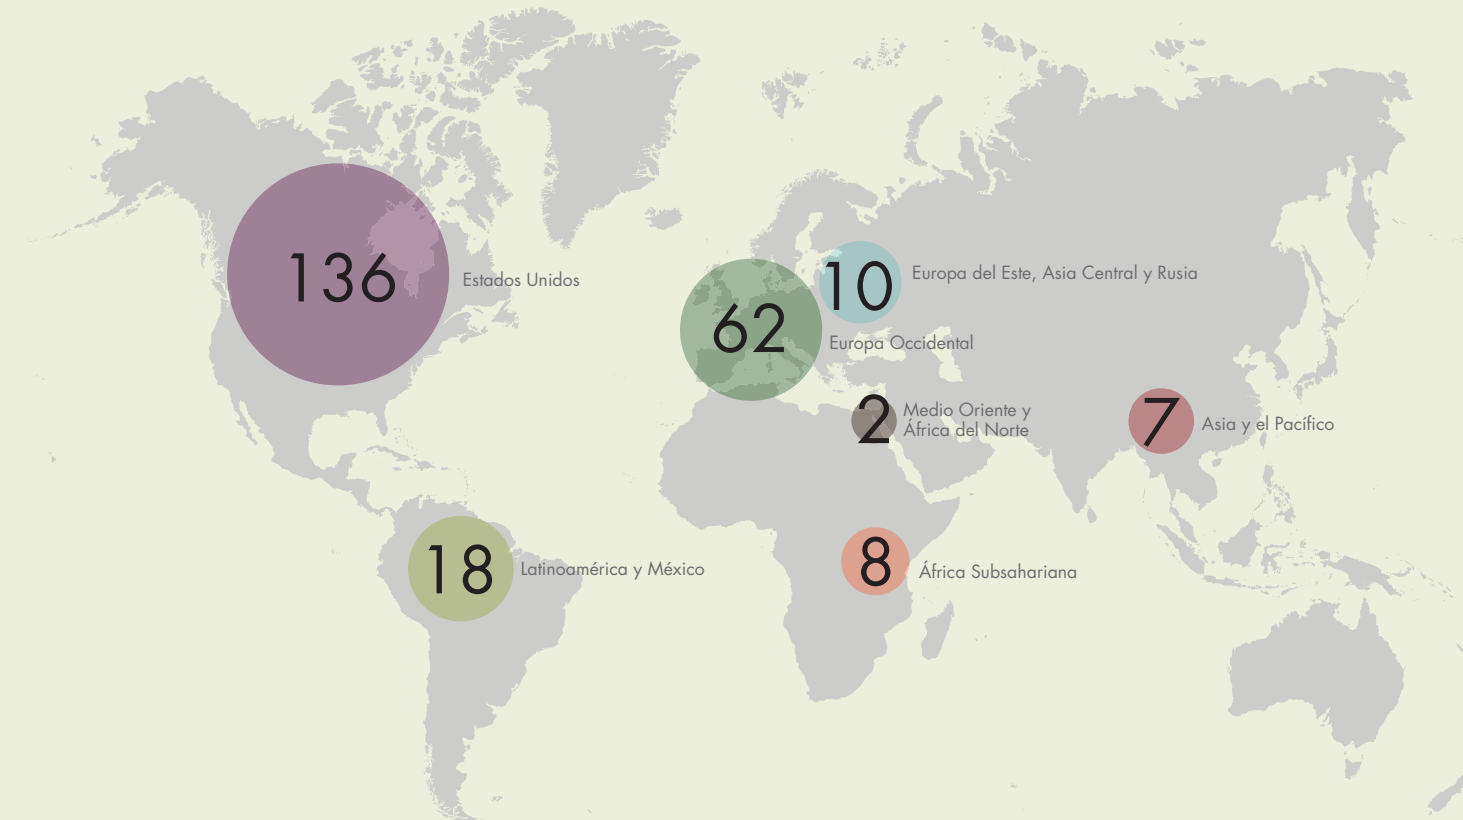 136
Estados Unidos
10
Europa del Este, Asia Central y Rusia
62
Europa Occidental
2
Medio Oriente y
África del Norte
7
Asia y el Pacífico
18
Latinoamérica y México
8
África Subsahariana